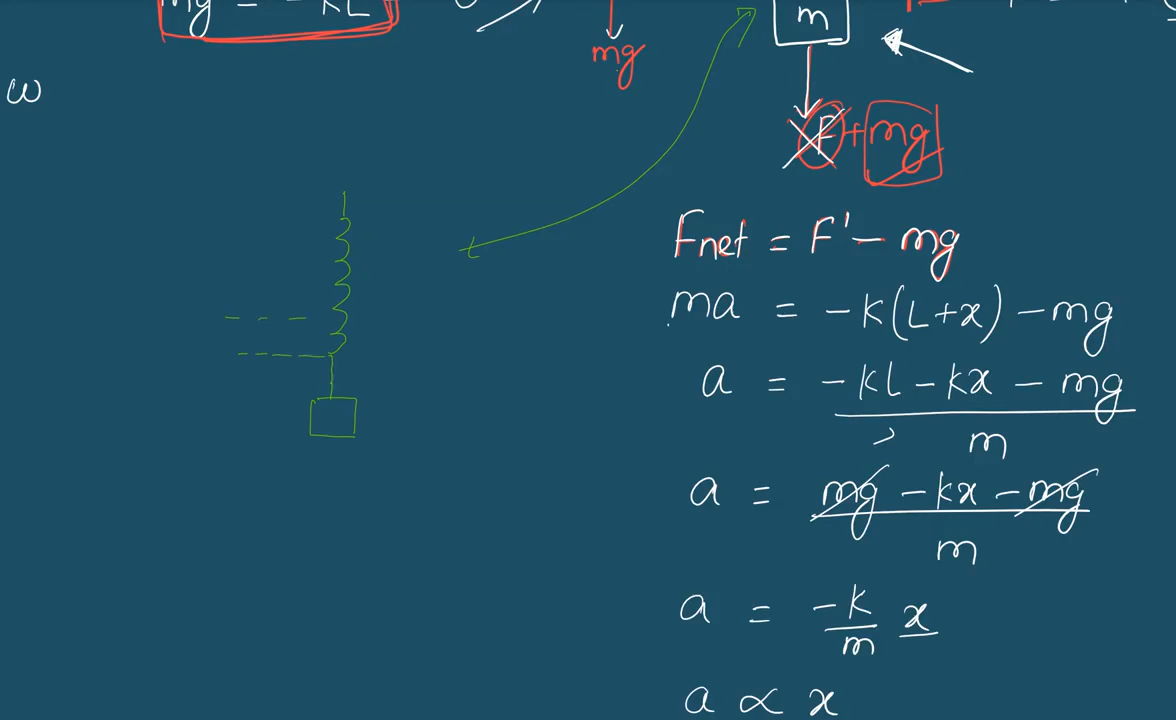 mg = - KL
m
mg
ω
F + mg
Fnet = F' - mg
ma = -k(L+x) - mg
a = -kl - kx - mg
m
a = mg - kx - mg
m
a = -k x
m
a ∝ x